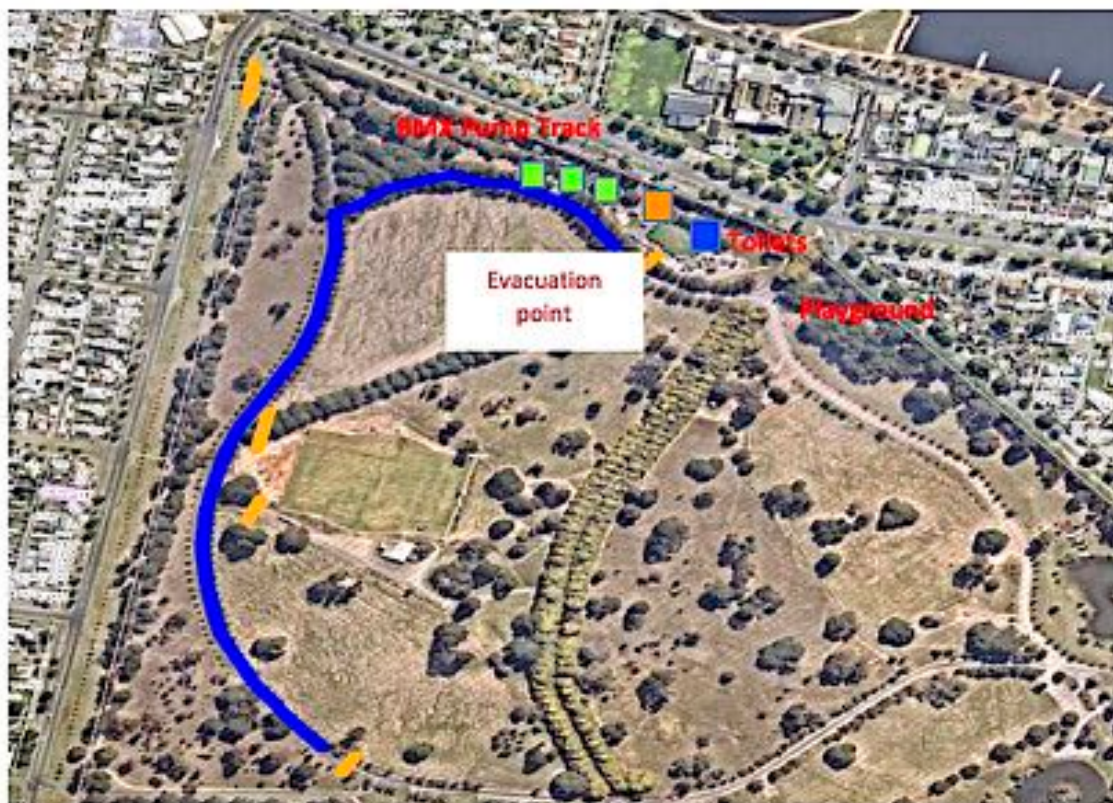 BMX Pump Track
Toilets
Evacuation
point
Playground